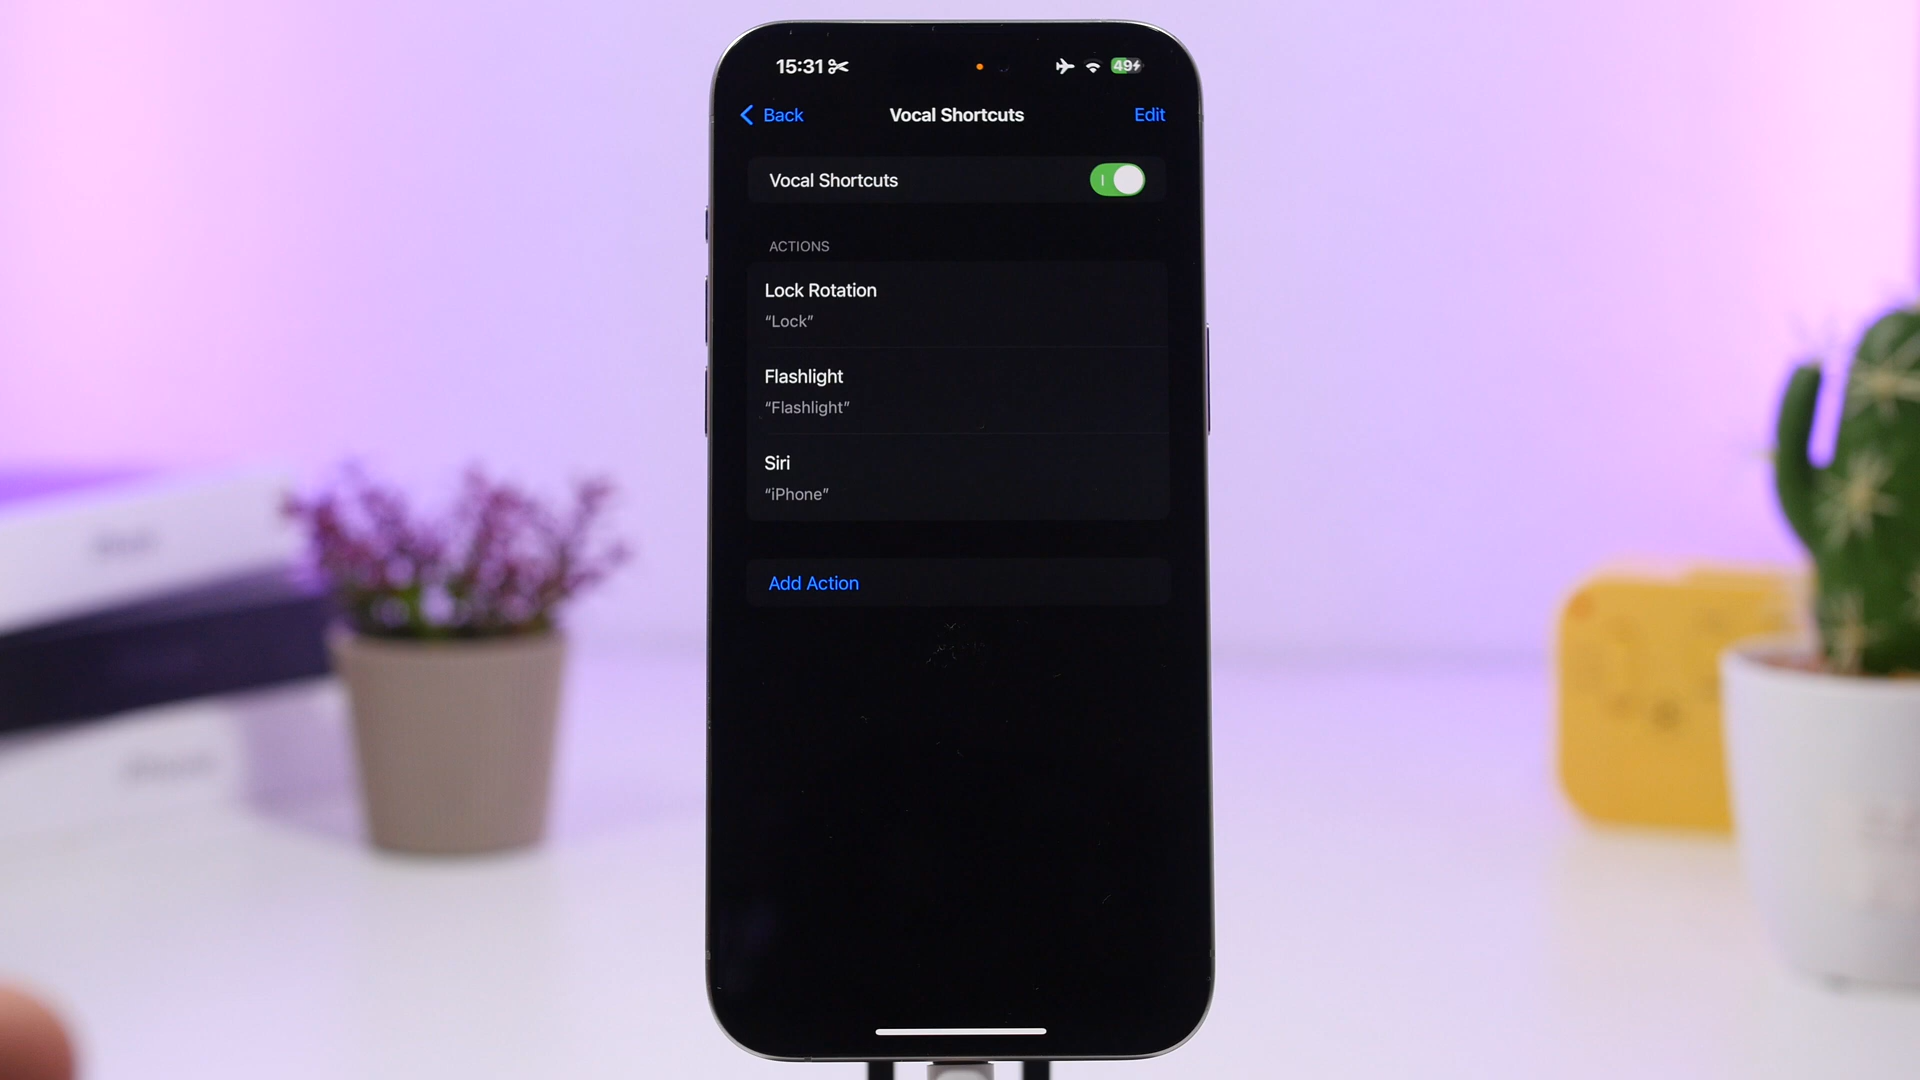 15:31
49
Back
Vocal Shortcuts
Edit
Vocal Shortcuts
ACTIONS
Lock Rotation
“Lock”
Flashlight
“Flashlight”
Siri
“iPhone”
Add Action